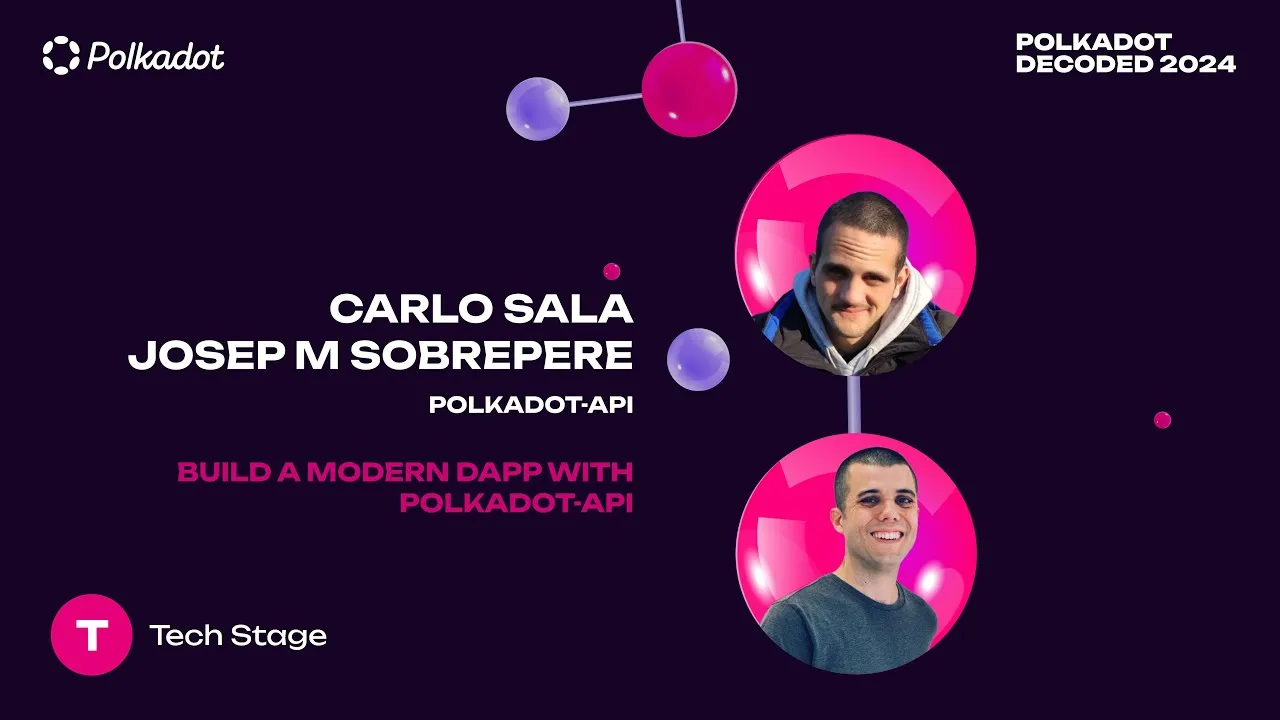 Polkadot
POLKADOT
DECODED 2024
CARLO SALA
JOSEP M SOBREPERE
POLKADOT-API
BUILD A MODERN DAPP WITH
POLKADOT-API
T
Tech Stage